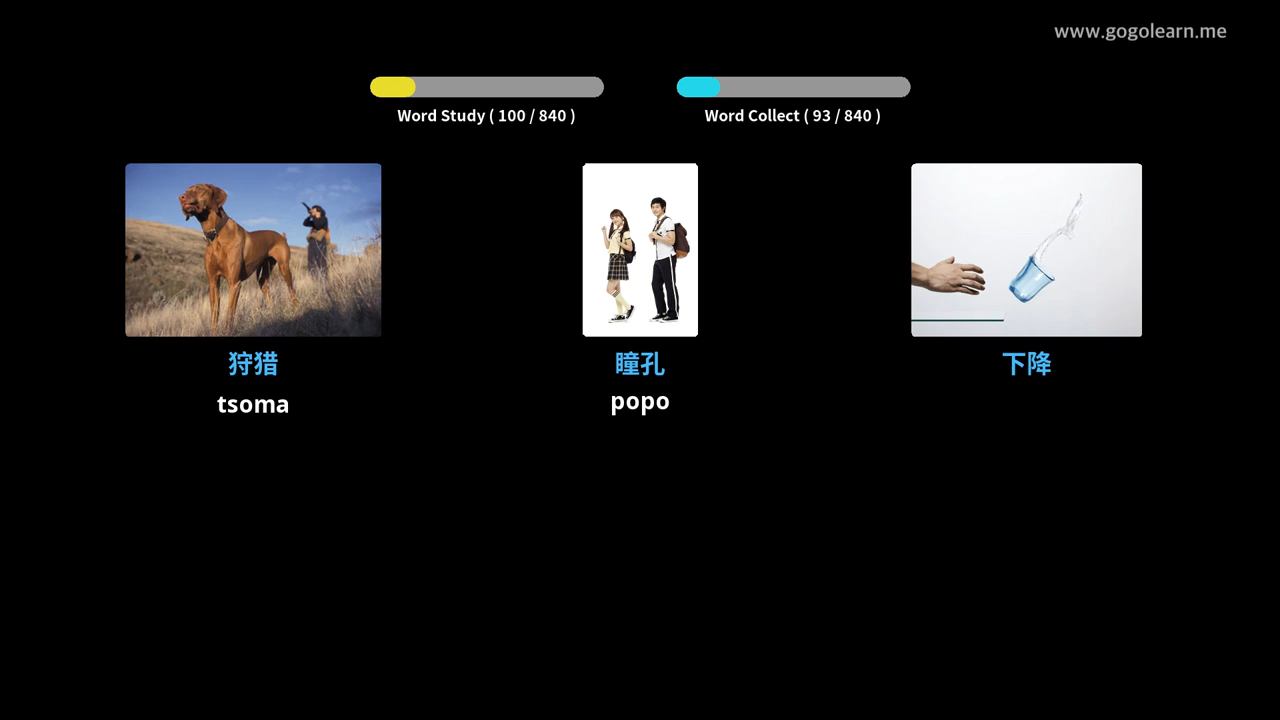 www.gogolearn.me
Word Study ( 100 / 840 )
Word Collect ( 93 / 840 )
狩猎
瞳孔
下降
tsoma
popo